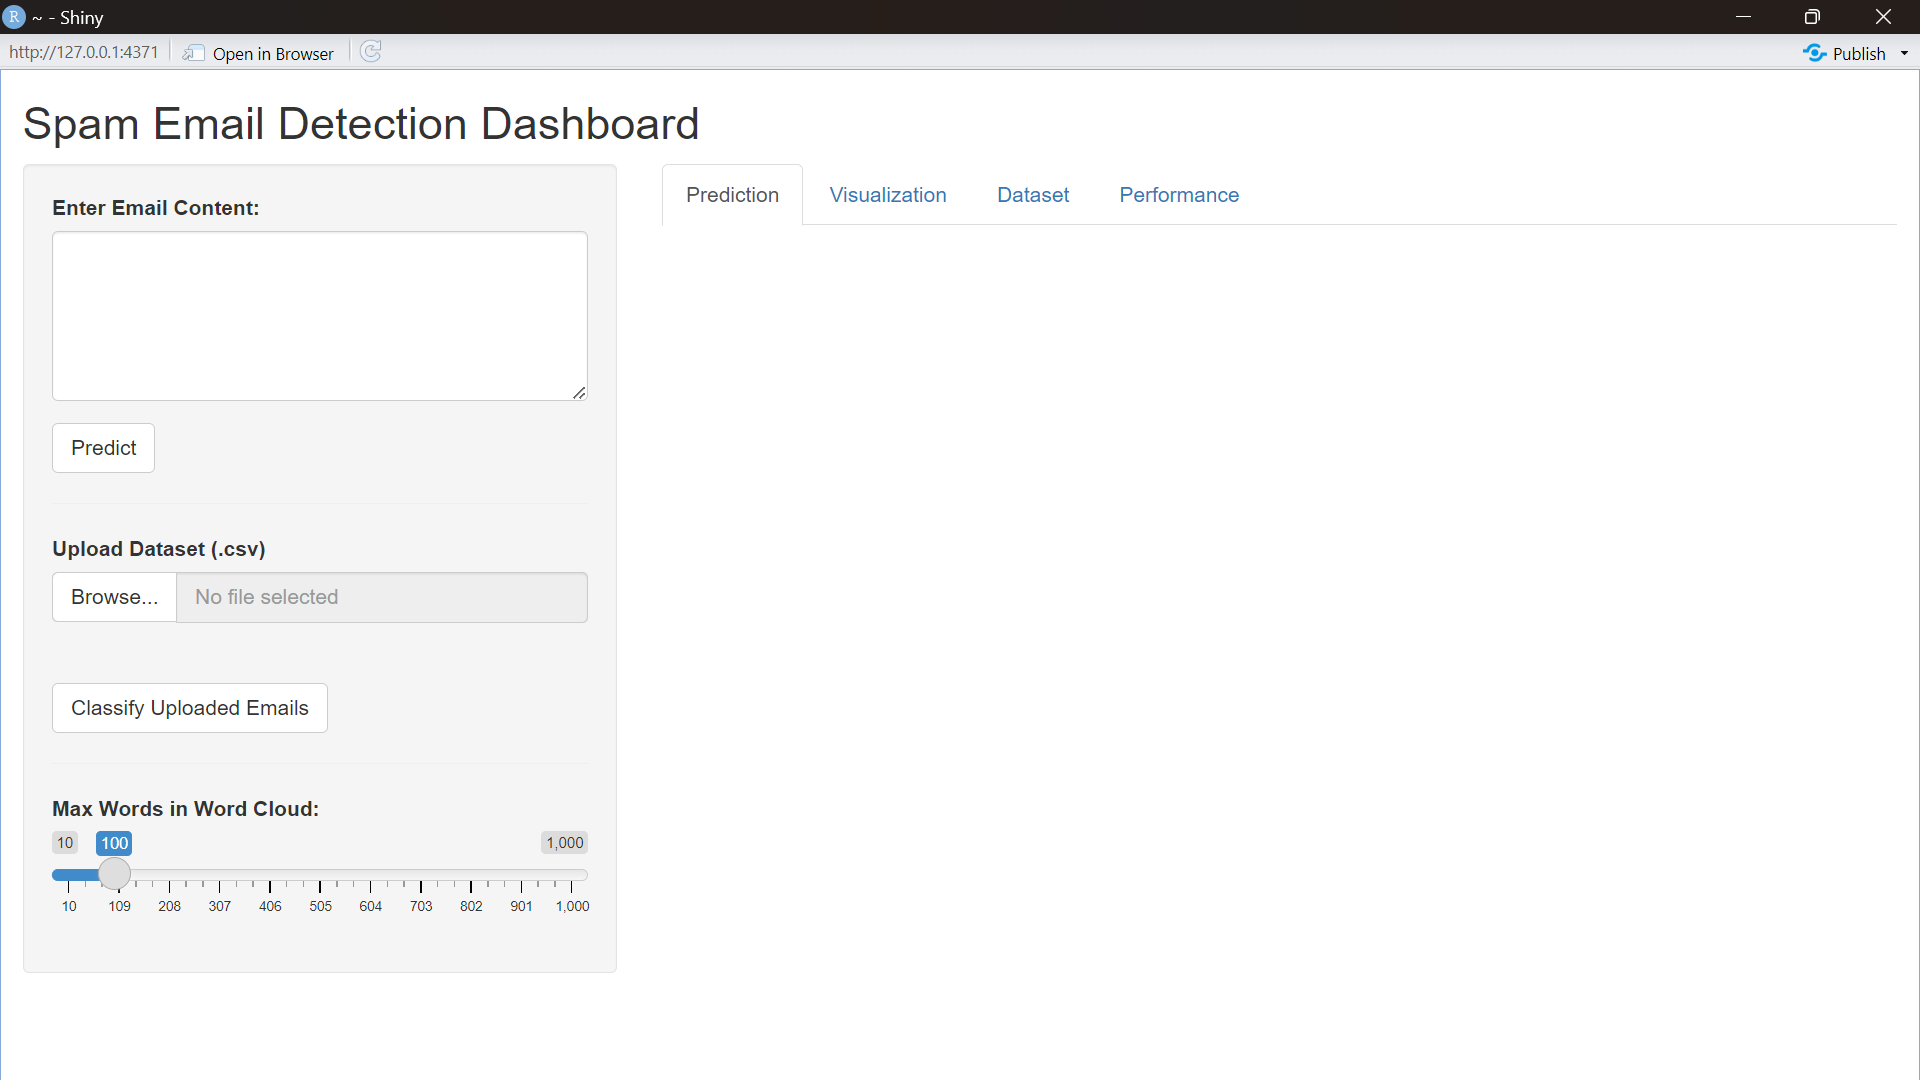 R ~ - Shiny
http://127.0.0.1:4371 Open in Browser Publish
Spam Email Detection Dashboard
Prediction Visualization Dataset Performance
Enter Email Content:
Predict
Upload Dataset (.csv)
Browse... No file selected
Classify Uploaded Emails
Max Words in Word Cloud:
10 100 1,000
10 109 208 307 406 505 604 703 802 901 1,000